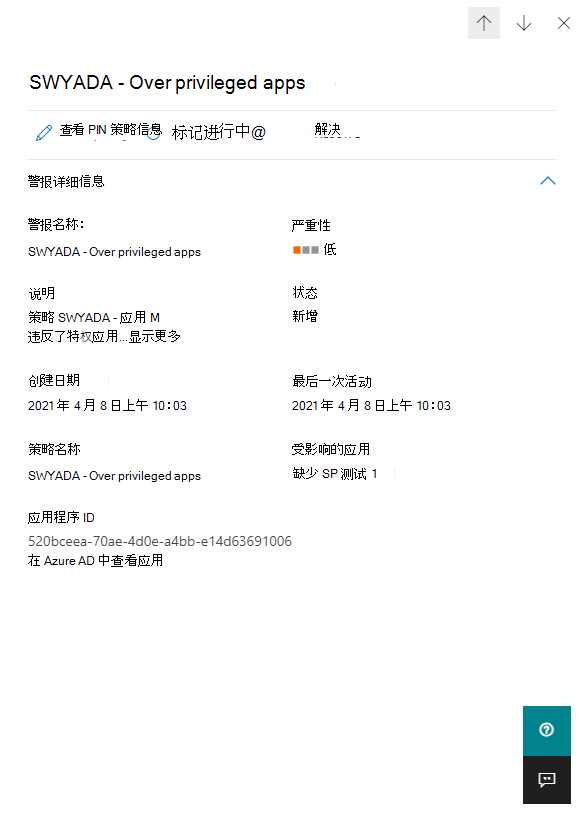 SWYADA - Over privileged apps
查看 PIN 策略信息 标记进行中@ 解决
警报详细信息
警报名称:
SWYADA - Over privileged apps
严重性
低
说明
策略 SWYADA - 应用 M
违反了特权应用...显示更多
状态
新增
创建日期
2021 年 4 月 8 日上午 10:03
最后一次活动
2021 年 4 月 8 日上午 10:03
策略名称
SWYADA - Over privileged apps
受影响的应用
缺少 SP 测试 1
应用程序 ID
520bceea-70ae-4d0e-a4bb-e14d63691006
在 Azure AD 中查看应用